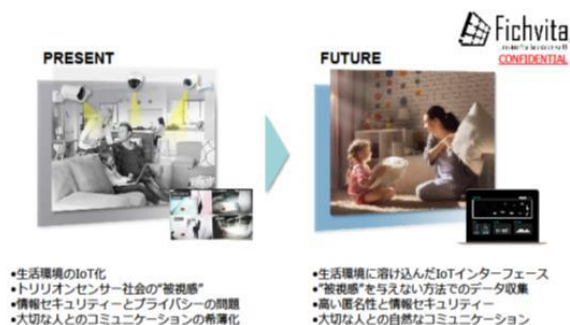 Fichvita
CONFIDENTIAL
PRESENT
FUTURE
•生活環境のIoT化
•トリリオンセンサー社会の“被視感”
•情報セキュリティーとプライバシーの問題
•大切な人とのコミュニケーションの希薄化
•生活環境に溶け込んだIoTインターフェース
•“被視感”を与えない方法でのデータ収集
•高い匿名性と情報セキュリティー
•大切な人との自然なコミュニケーション